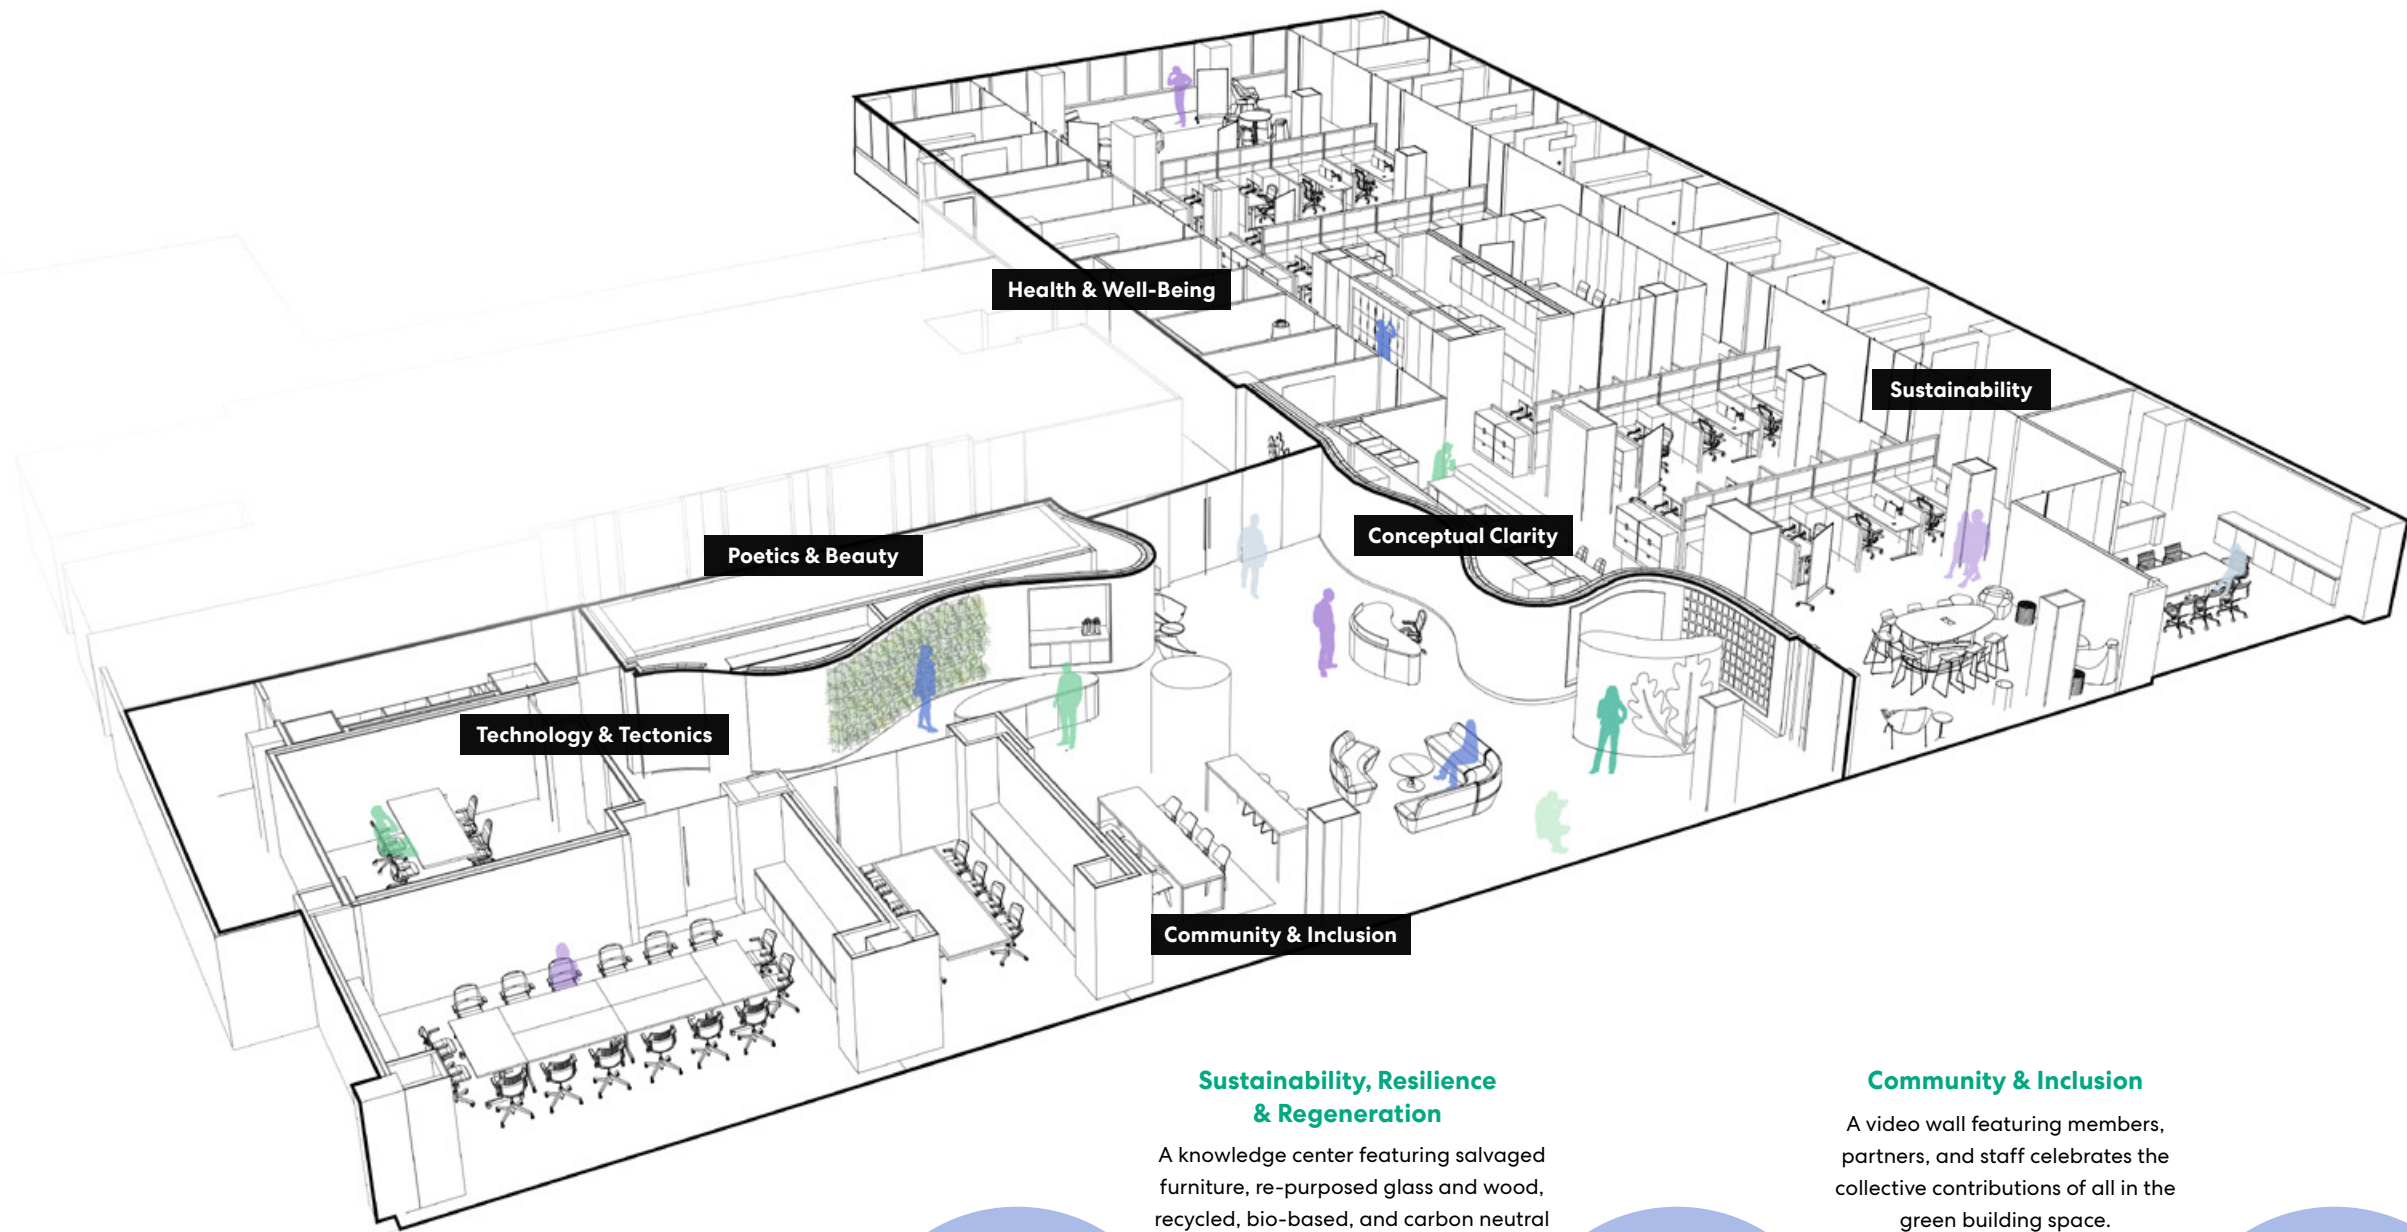 Health & Well-Being
Sustainability
Conceptual Clarity
Poetics & Beauty
Technology & Tectonics
Community & Inclusion
Sustainability, Resilience
& Regeneration
A knowledge center featuring salvaged
furniture, re-purposed glass and wood,
recycled, bio-based, and carbon neutral
Community & Inclusion
A video wall featuring members,
partners, and staff celebrates the
collective contributions of all in the
green building space.